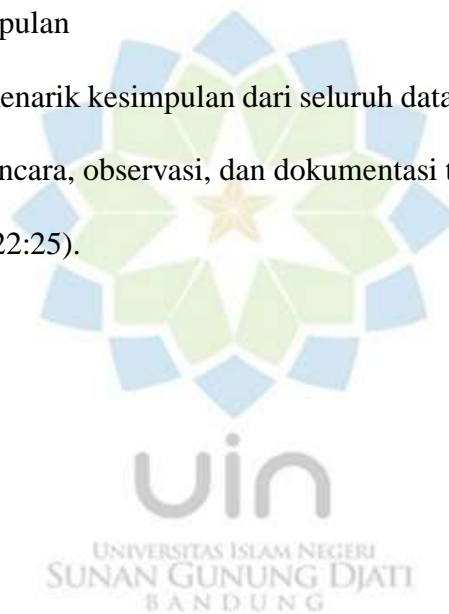 pulan
enarik kesimpulan dari seluruh data
ncara, observasi, dan dokumentasi t
22:25).
uin
UNIVERSITAS ISLAM NEGERI
SUNAN GUNUNG DJATI
BANDUNG